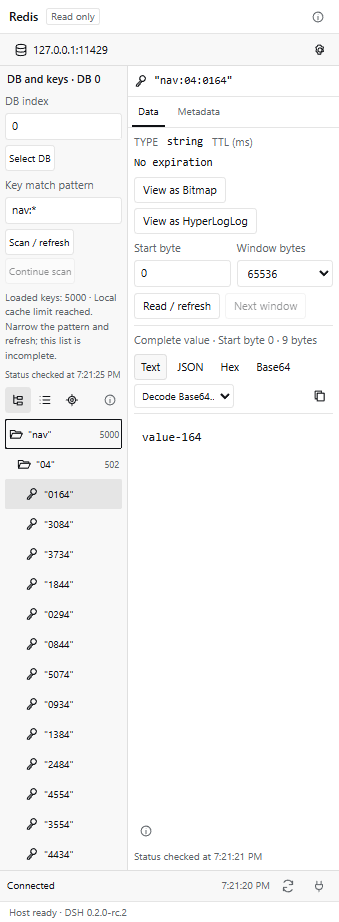 Redis
Read only
127.0.0.1:11429
DB and keys · DB 0
DB index
0
Select DB
Key match pattern
nav:*
Scan / refresh
Continue scan
Loaded keys: 5000 · Local
cache limit reached.
Narrow the pattern and
refresh; this list is
incomplete.
Status checked at 7:21:25 PM
"nav" 5000
"04" 502
"0164"
"3084"
"3734"
"1844"
"0294"
"0844"
"5074"
"0934"
"1384"
"2484"
"4554"
"3554"
"4434"
"nav:04:0164"
Data
Metadata
TYPE string TTL (ms)
No expiration
View as Bitmap
View as HyperLogLog
Start byte
Window bytes
0
65536
Read / refresh
Next window
Complete value · Start byte 0 · 9 bytes
Text
JSON
Hex
Base64
Decode Base64..
value-164
Status checked at 7:21:21 PM
Connected
7:21:20 PM
Host ready · DSH 0.2.0-rc.2